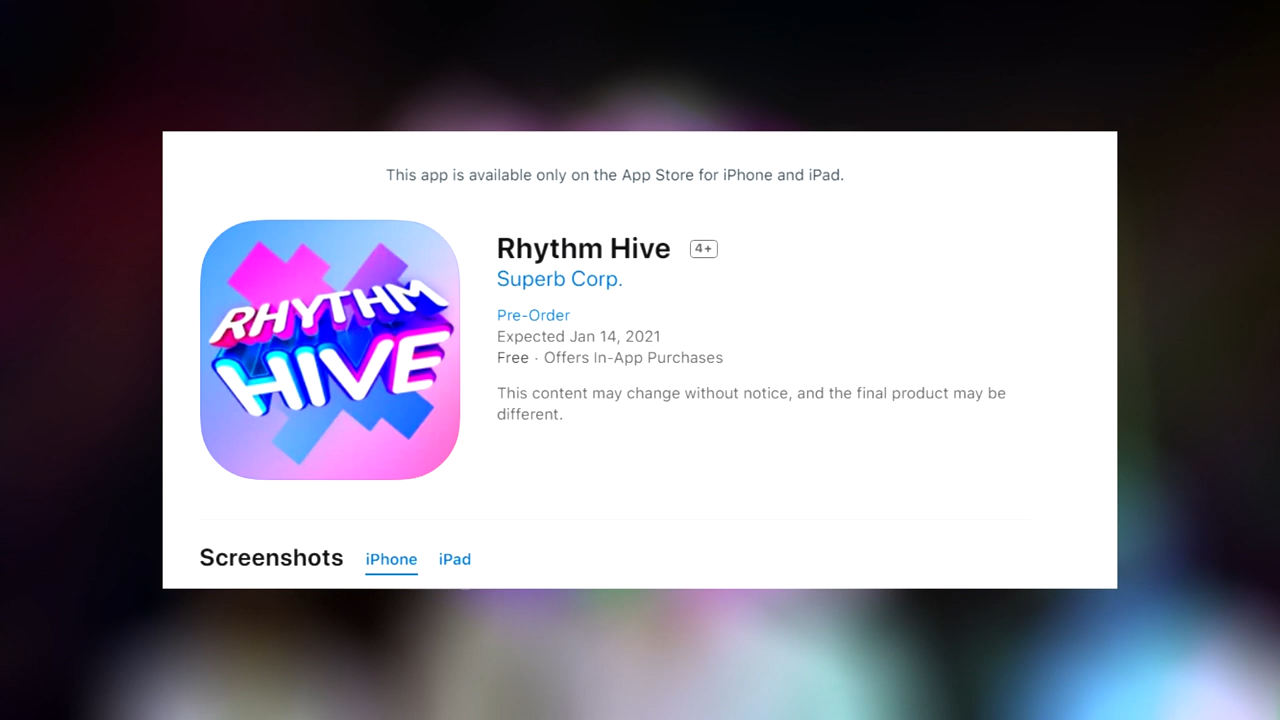 This app is available only on the App Store for iPhone and iPad.
RHYTHM
HIVE
Rhythm Hive 4+
Superb Corp.
Pre-Order
Expected Jan 14, 2021
Free · Offers In-App Purchases
This content may change without notice, and the final product may be
different.
Screenshots iPhone iPad